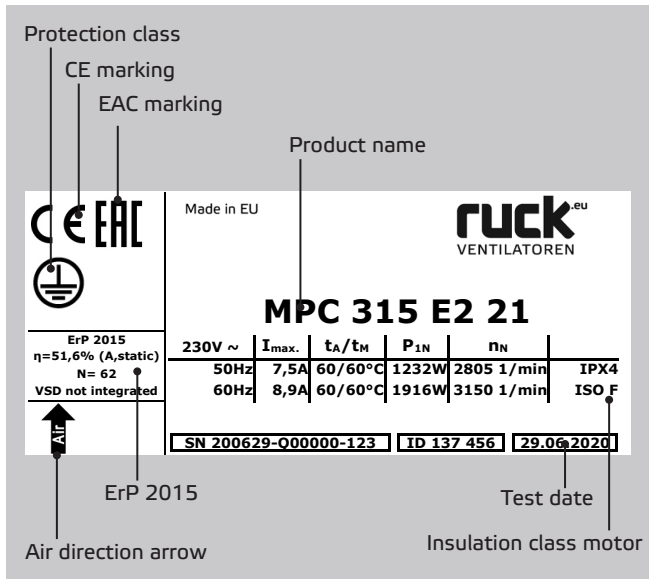 Protection class
CE marking
EAC marking
Product name
CE EAC
Made in EU
ruck.eu
VENTILATOREN
MPC 315 E2 21
ErP 2015
η=51,6% (A,static)
N= 62
VSD not integrated
230V ~ Imax. tA/tM P1N nN
50Hz 7,5A 60/60°C 1232W 2805 1/min IPX4
60Hz 8,9A 60/60°C 1916W 3150 1/min ISO F
Air
SN 200629-Q00000-123 ID 137 456 29.06.2020
ErP 2015
Test date
Air direction arrow
Insulation class motor